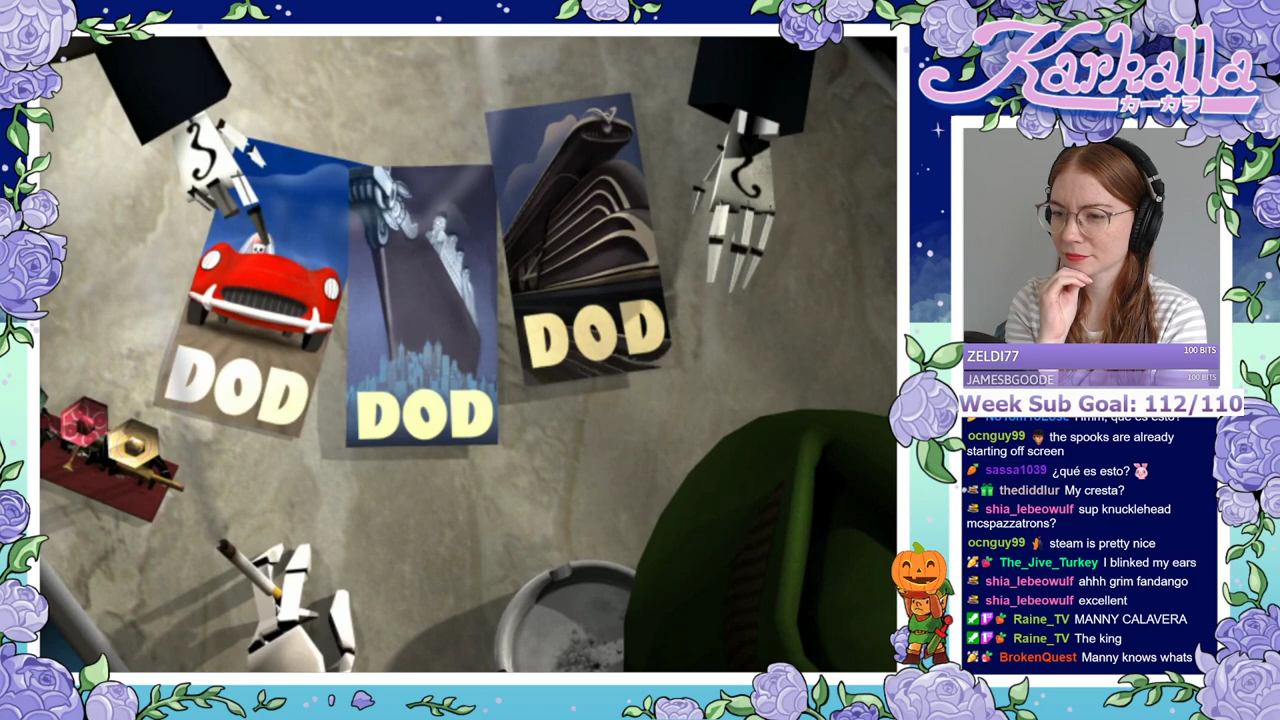 Karkalla
カーカラ
DOD
DOD
DOD
ZELDI77
100 BITS
JAMESBGOODE
100 BITS
Week Sub Goal: 112/110
ocnguy99 the spooks are already
starting off screen
sassa1039 ¿qué es esto?
thediddlur My cresta?
shia_lebeowulf sup knucklehead
mcspazzatrons?
ocnguy99 steam is pretty nice
The_Jive_Turkey I blinked my ears
shia_lebeowulf ahhh grim fandango
shia_lebeowulf excellent
Raine_TV MANNY CALAVERA
Raine_TV The king
BrokenQuest Manny knows whats